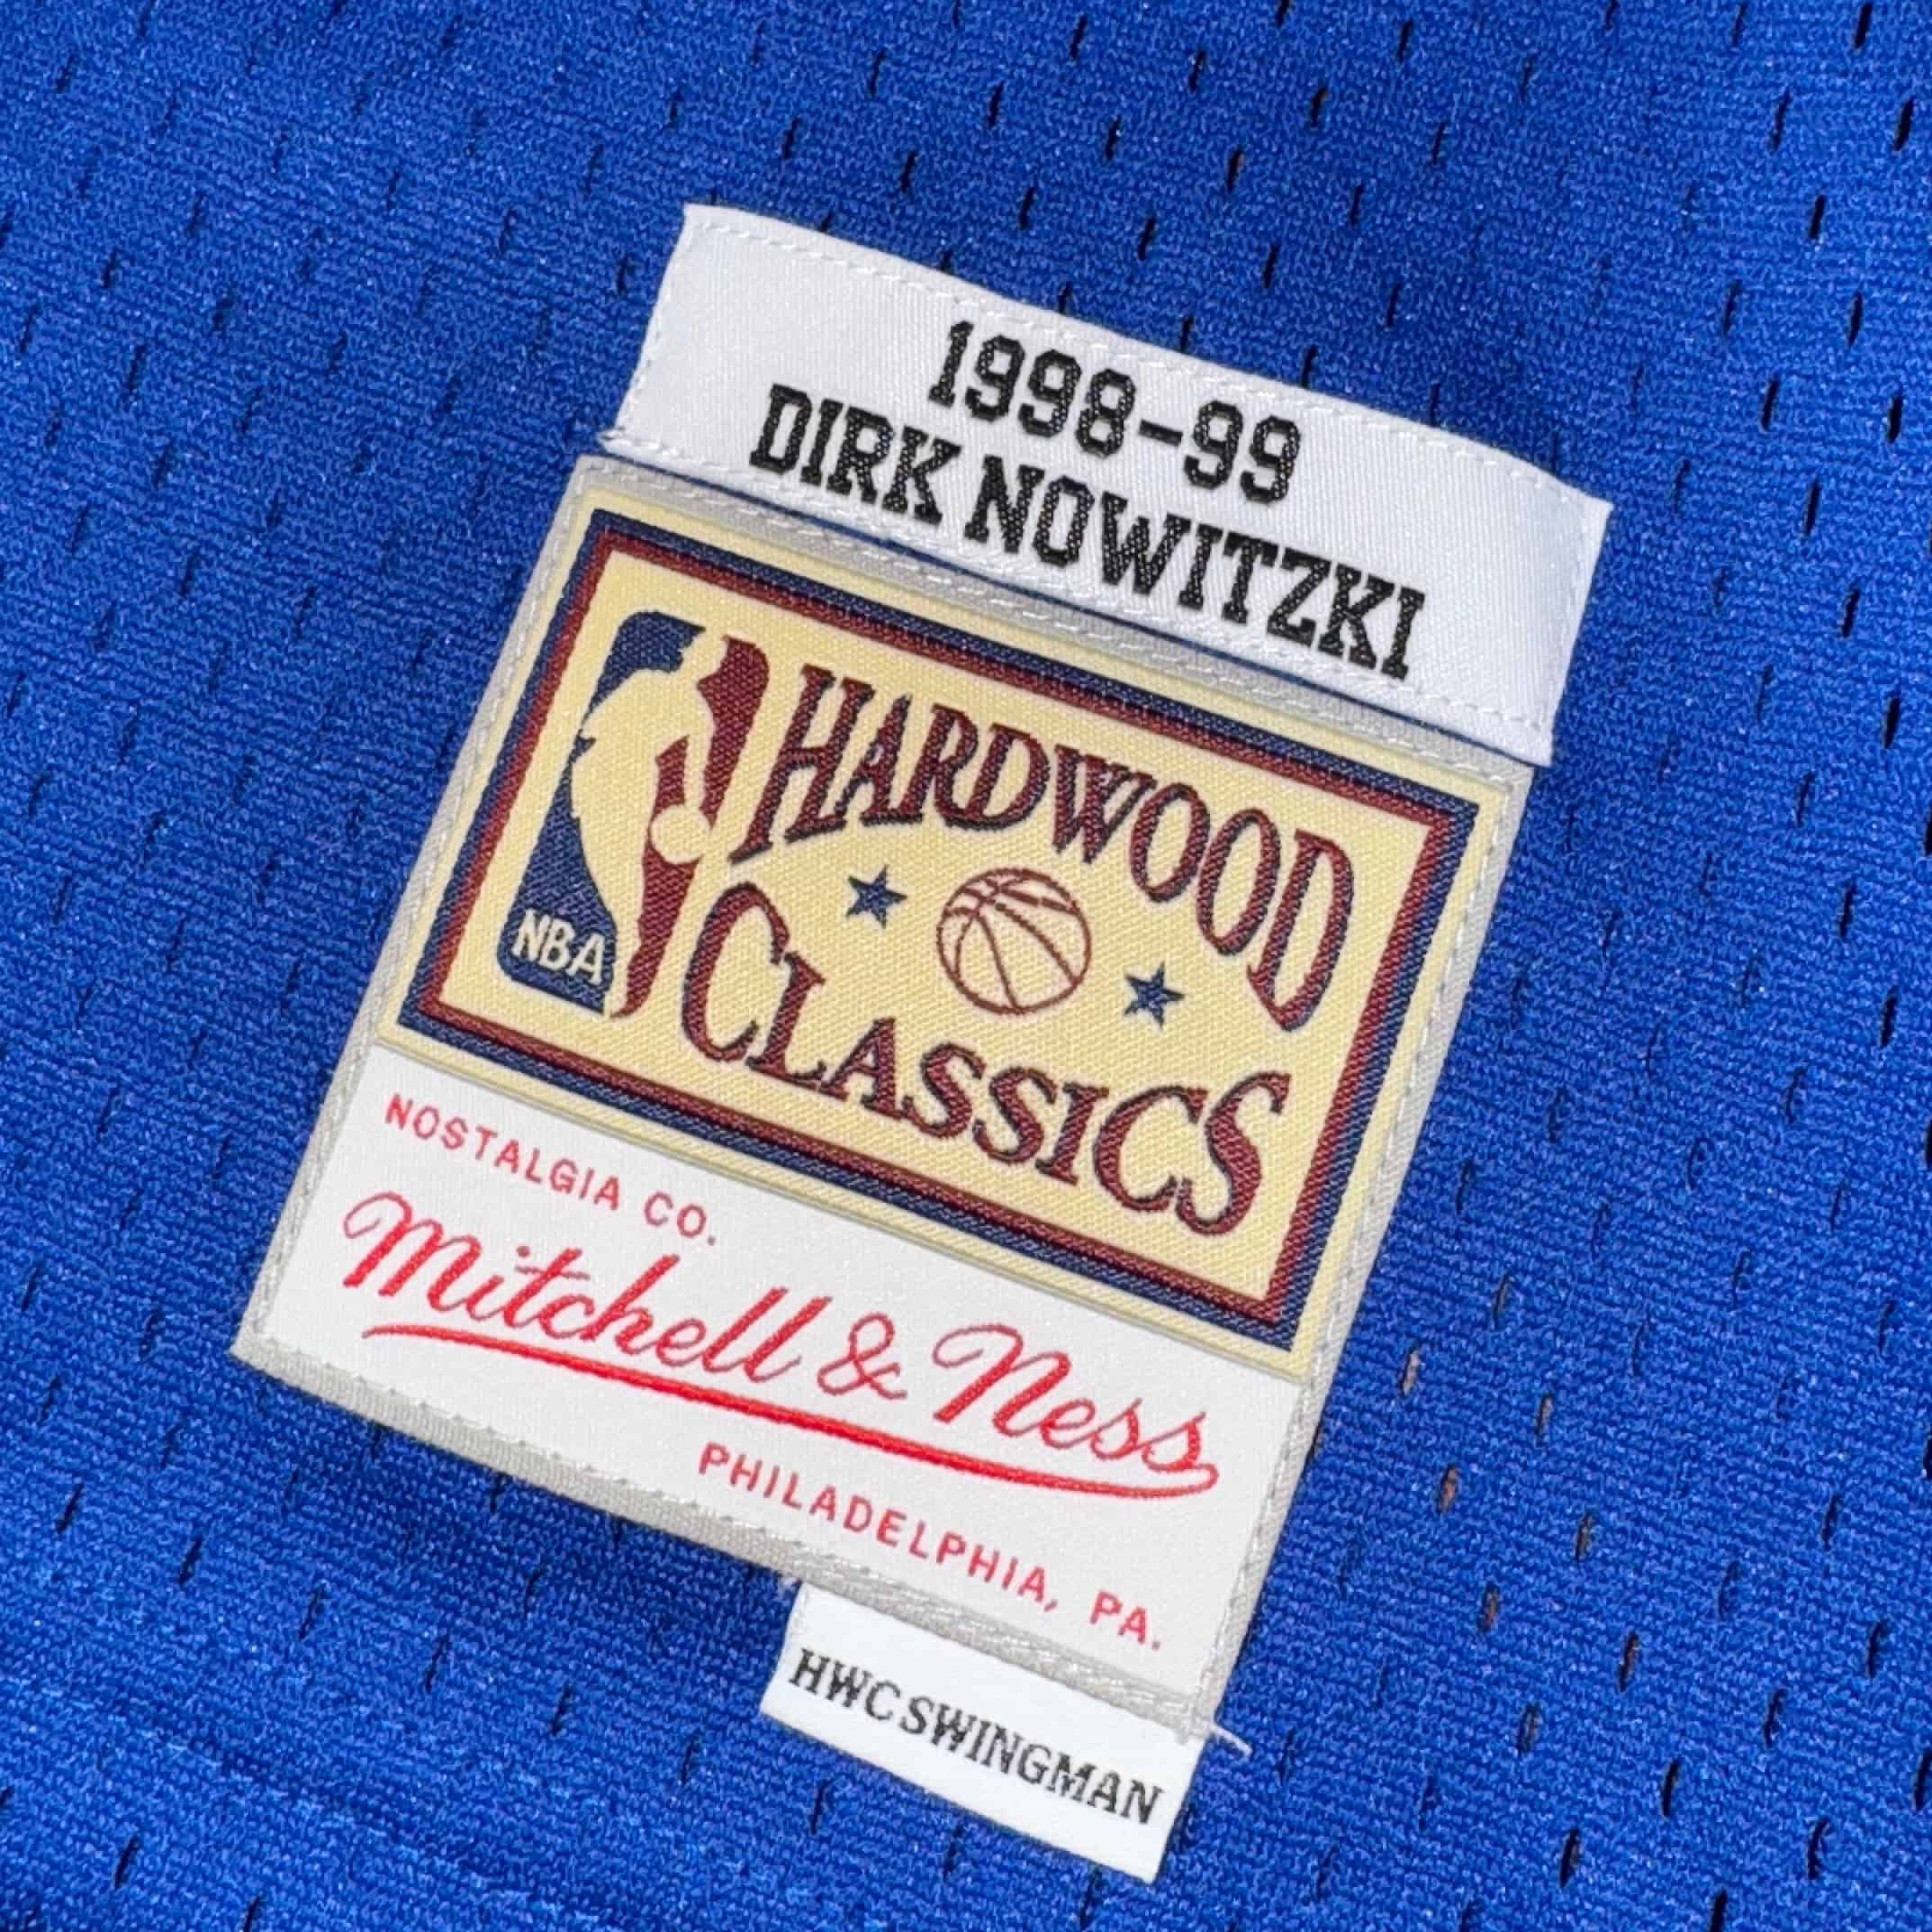 1998-99
DIRK NOWITZKI
HARDWOOD
CLASSICS
NBA
NOSTALGIA CO.
Mitchell & Ness
PHILADELPHIA, PA.
HWC SWINGMAN